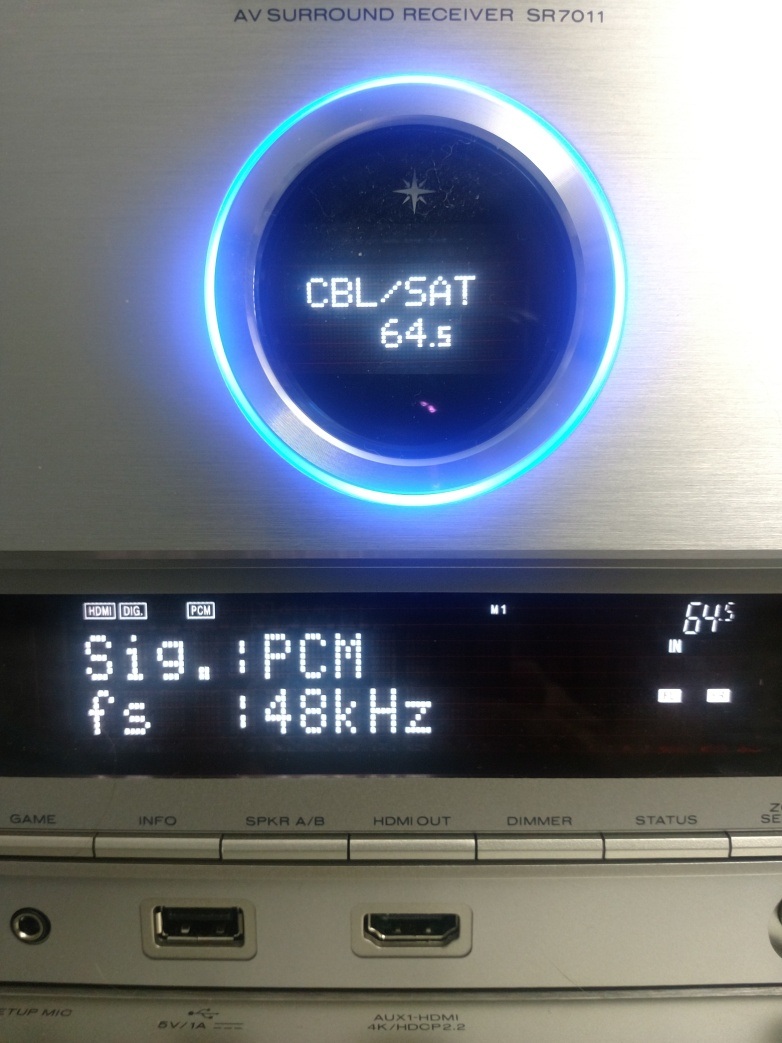 AV SURROUND RECEIVER SR7011
CBL/SAT
64.5
HDMI DIG. PCM M1 64.5
IN
Sig.:PCM
fs :48kHz
GAME INFO SPKR A/B HDMI OUT DIMMER STATUS
ETUP MIC
5V/1A
AUX1-HDMI
4K/HDCP2.2